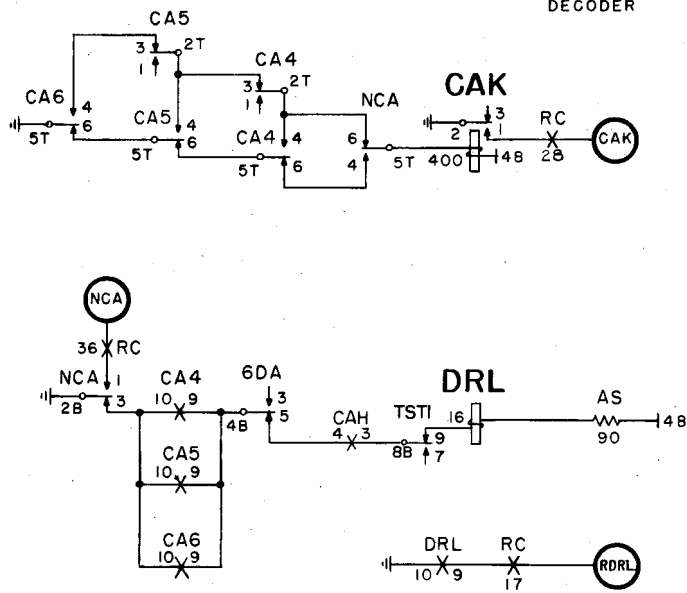 DECODER
CA5
3 2T
1
CA4
3 2T
1
CAK
NCA
CA6
4
6
5T
CA5
4
6
5T
CA4
4
6
5T
6
4
5T
2
3
1
RC
28
CAK
400
48
NCA
36 RC
NCA
1
3
2B
CA4
10 9
CA5
10 9
CA6
10 9
6DA
3
5
4B
CAH
4 3
TST1
9
7
8B
DRL
16
AS
90
48
DRL
10 9
RC
17
RDRL